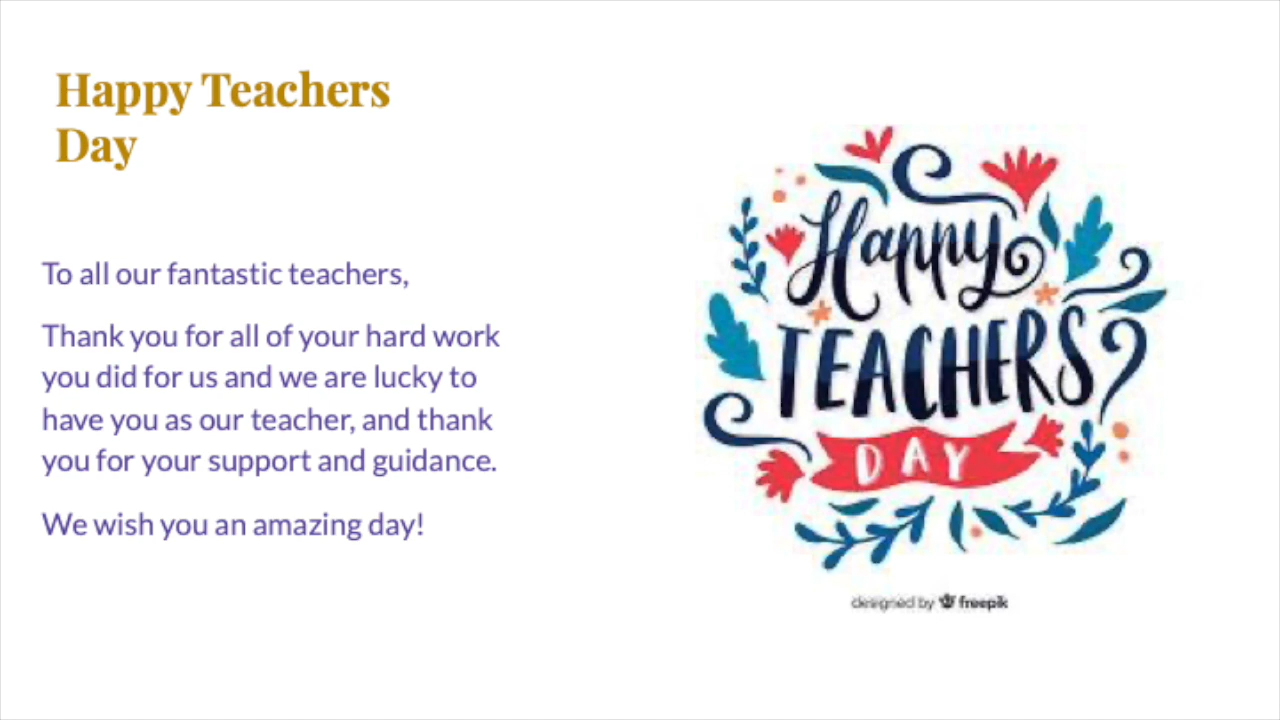 Happy Teachers
Day
To all our fantastic teachers,
Thank you for all of your hard work
you did for us and we are lucky to
have you as our teacher, and thank
you for your support and guidance.
We wish you an amazing day!
Happy
TEACHERS
DAY
designed by freepik